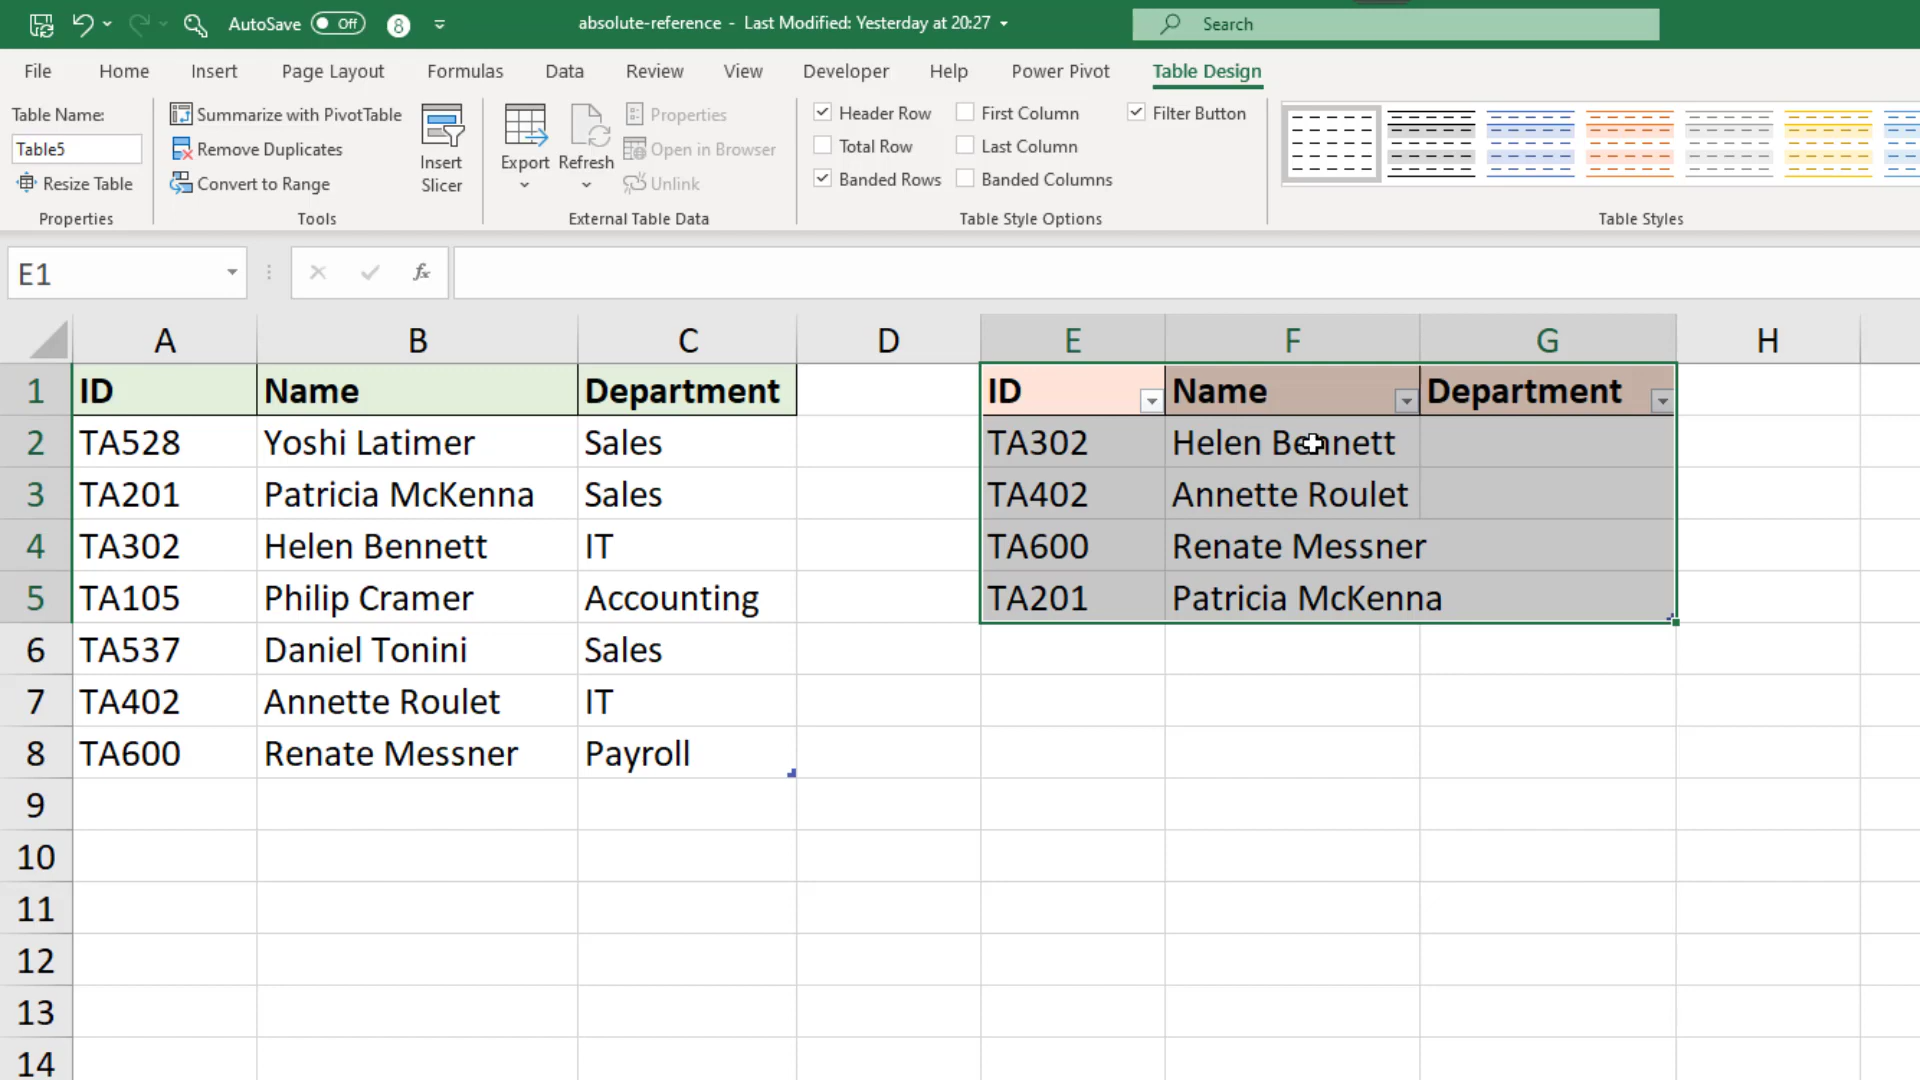 AutoSave Off 8 absolute-reference - Last Modified: Yesterday at 20:27 Search
File Home Insert Page Layout Formulas Data Review View Developer Help Power Pivot Table Design
Table Name:
Table5
Resize Table
Properties
Summarize with PivotTable
Remove Duplicates
Convert to Range
Tools
Insert
Slicer
Export
Refresh
Properties
Open in Browser
Unlink
External Table Data
Header Row First Column Filter Button
Total Row Last Column
Banded Rows Banded Columns
Table Style Options
Table Styles
E1 fx
A B C D E F G H
1 ID Name Department ID Name Department
2 TA528 Yoshi Latimer Sales TA302 Helen Bennett
3 TA201 Patricia McKenna Sales TA402 Annette Roulet
4 TA302 Helen Bennett IT TA600 Renate Messner
5 TA105 Philip Cramer Accounting TA201 Patricia McKenna
6 TA537 Daniel Tonini Sales
7 TA402 Annette Roulet IT
8 TA600 Renate Messner Payroll
9
10
11
12
13
14